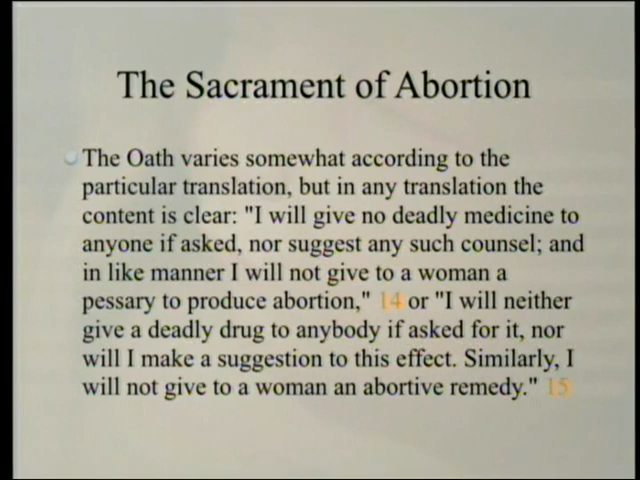 The Sacrament of Abortion
The Oath varies somewhat according to the
particular translation, but in any translation the
content is clear: "I will give no deadly medicine to
anyone if asked, nor suggest any such counsel; and
in like manner I will not give to a woman a
pessary to produce abortion," 14 or "I will neither
give a deadly drug to anybody if asked for it, nor
will I make a suggestion to this effect. Similarly, I
will not give to a woman an abortive remedy." 15